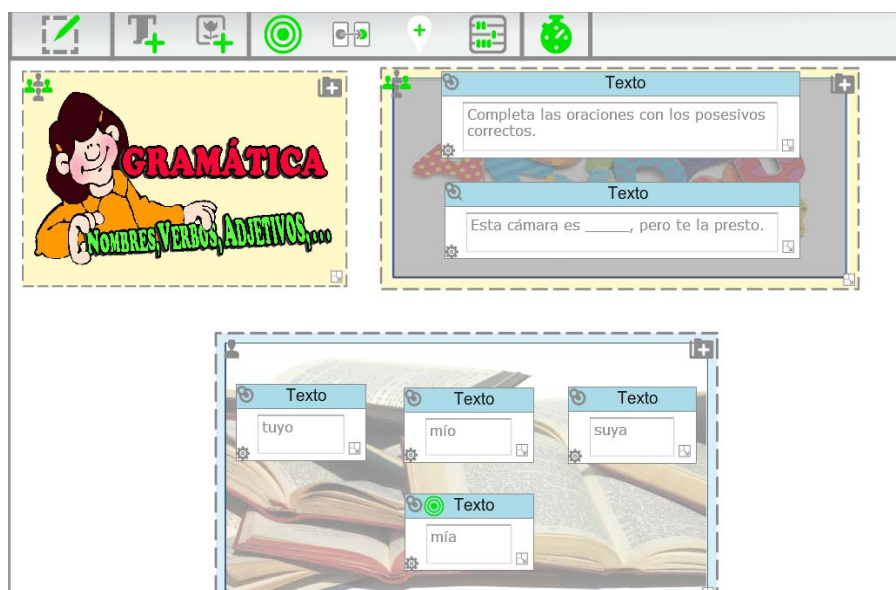 GRAMÁTICA
NOMBRES,VERBOS, ADJETIVOS,...
Texto
Completa las oraciones con los posesivos
correctos.
Texto
Esta cámara es _____, pero te la presto.
Texto
tuyo
Texto
mío
Texto
suya
Texto
mía